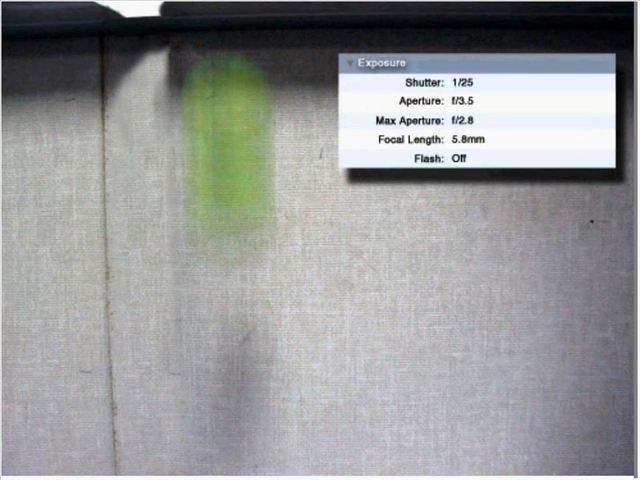 Exposure
Shutter: 1/25
Aperture: f/3.5
Max Aperture: f/2.8
Focal Length: 5.8mm
Flash: Off